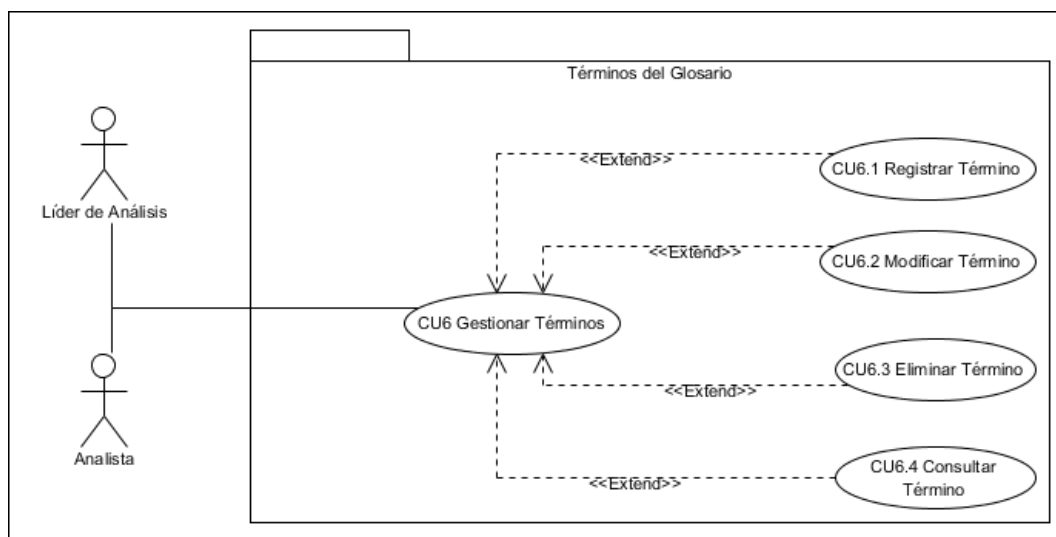 Términos del Glosario
<<Extend>>
CU6.1 Registrar Término
Líder de Análisis
<<Extend>>
CU6.2 Modificar Término
CU6 Gestionar Términos
<<Extend>>
CU6.3 Eliminar Término
Analista
<<Extend>>
CU6.4 Consultar
Término